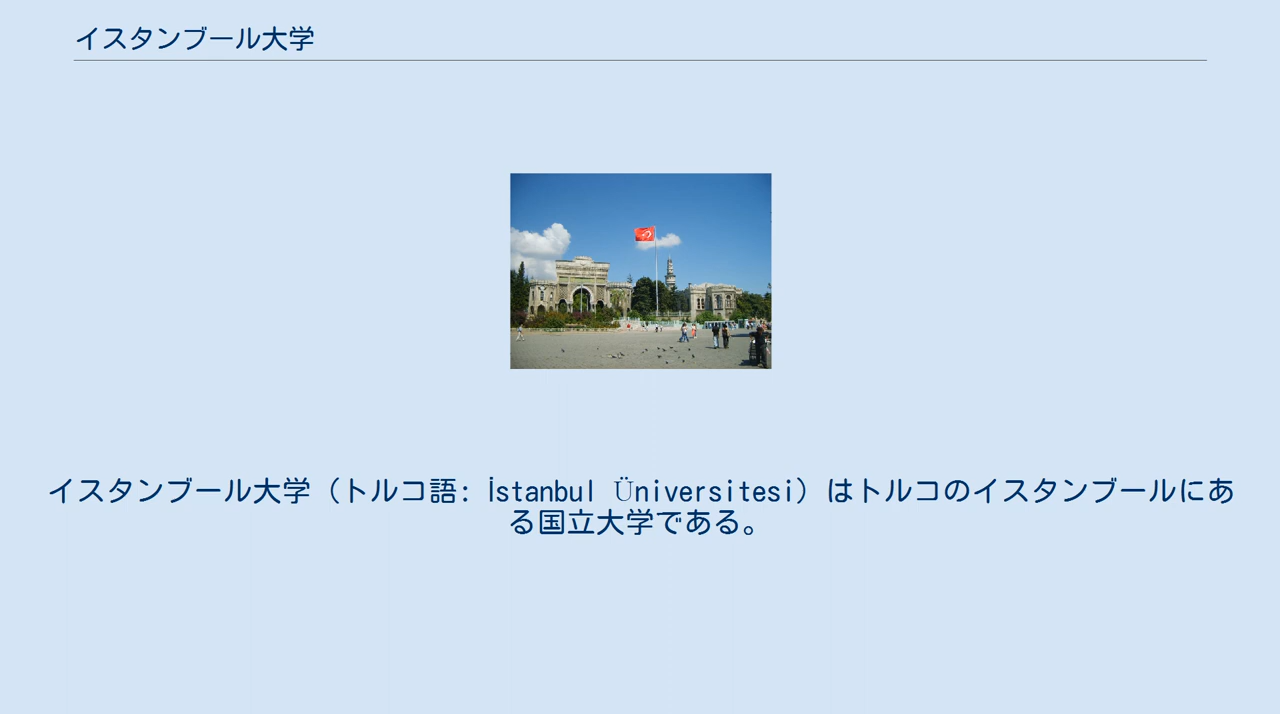 イスタンブール大学
イスタンブール大学（トルコ語: İstanbul Üniversitesi）はトルコのイスタンブールにあ
る国立大学である。